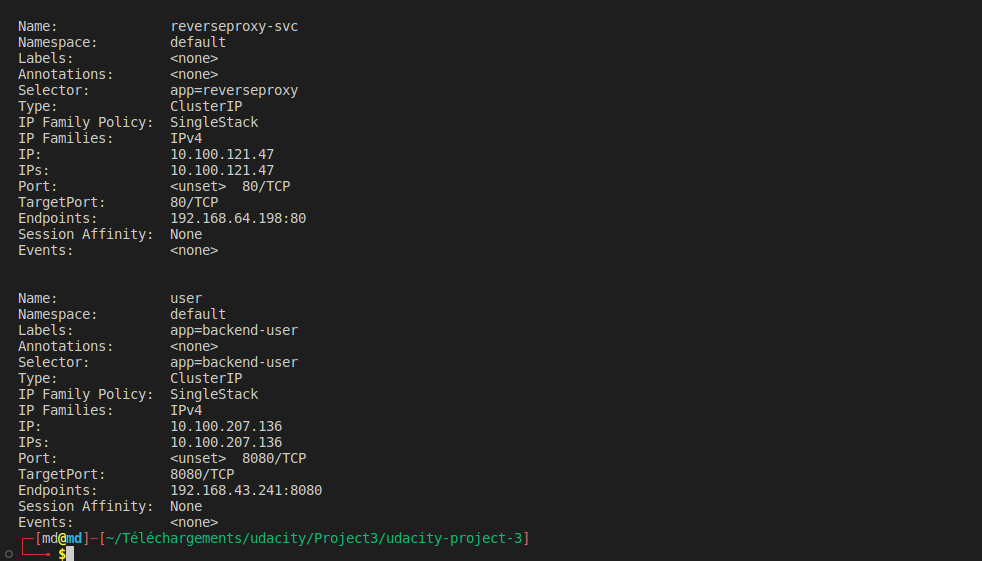 Name:              reverseproxy-svc
Namespace:         default
Labels:            <none>
Annotations:       <none>
Selector:          app=reverseproxy
Type:              ClusterIP
IP Family Policy:  SingleStack
IP Families:       IPv4
IP:                10.100.121.47
IPs:               10.100.121.47
Port:              <unset>  80/TCP
TargetPort:        80/TCP
Endpoints:         192.168.64.198:80
Session Affinity:  None
Events:            <none>
Name:              user
Namespace:         default
Labels:            app=backend-user
Annotations:       <none>
Selector:          app=backend-user
Type:              ClusterIP
IP Family Policy:  SingleStack
IP Families:       IPv4
IP:                10.100.207.136
IPs:               10.100.207.136
Port:              <unset>  8080/TCP
TargetPort:        8080/TCP
Endpoints:         192.168.43.241:8080
Session Affinity:  None
Events:            <none>
┌─[md@md]─[~/Téléchargements/udacity/Project3/udacity-project-3]
└──╼ $